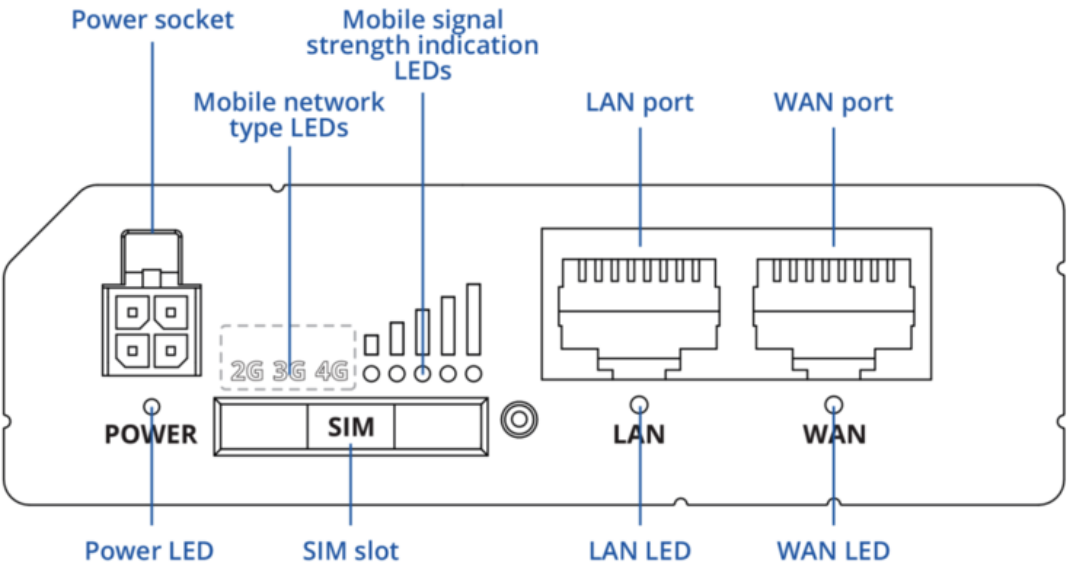 Power socket
Mobile signal
strength indication
LEDs
Mobile network
type LEDs
LAN port
WAN port
2G 3G 4G
SIM
POWER
LAN
WAN
Power LED
SIM slot
LAN LED
WAN LED